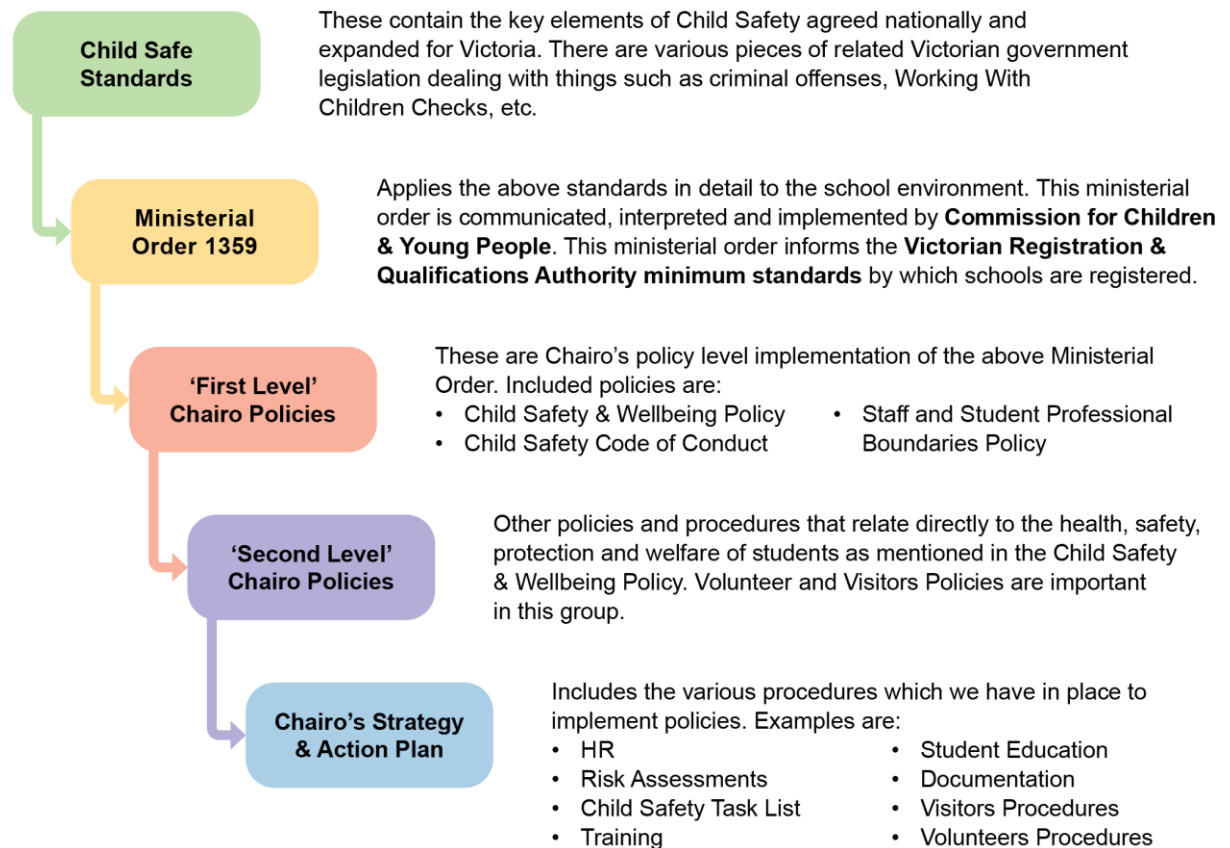 Child Safe
Standards
These contain the key elements of Child Safety agreed nationally and
expanded for Victoria. There are various pieces of related Victorian government
legislation dealing with things such as criminal offenses, Working With
Children Checks, etc.
Ministerial
Order 1359
Applies the above standards in detail to the school environment. This ministerial
order is communicated, interpreted and implemented by Commission for Children
& Young People. This ministerial order informs the Victorian Registration &
Qualifications Authority minimum standards by which schools are registered.
‘First Level’
Chairo Policies
These are Chairo’s policy level implementation of the above Ministerial
Order. Included policies are:
• Child Safety & Wellbeing Policy
• Child Safety Code of Conduct
• Staff and Student Professional
Boundaries Policy
‘Second Level’
Chairo Policies
Other policies and procedures that relate directly to the health, safety,
protection and welfare of students as mentioned in the Child Safety
& Wellbeing Policy. Volunteer and Visitors Policies are important
in this group.
Chairo’s Strategy
& Action Plan
Includes the various procedures which we have in place to
implement policies. Examples are:
• HR
• Risk Assessments
• Child Safety Task List
• Training
• Student Education
• Documentation
• Visitors Procedures
• Volunteers Procedures